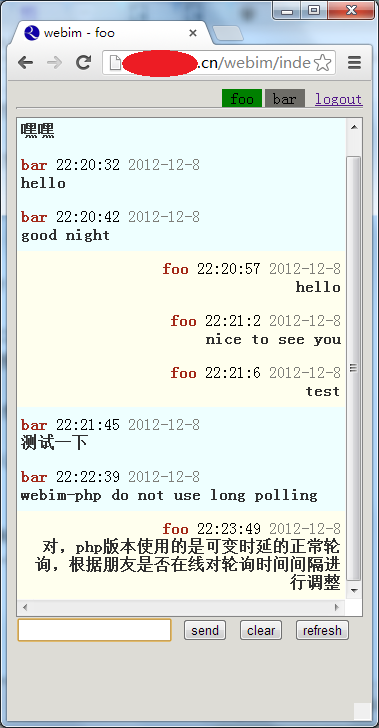 webim - foo
.cn/webim/inde
foo bar logout
嘿嘿
bar 22:20:32 2012-12-8
hello
bar 22:20:42 2012-12-8
good night
foo 22:20:57 2012-12-8
hello
foo 22:21:2 2012-12-8
nice to see you
foo 22:21:6 2012-12-8
test
bar 22:21:45 2012-12-8
测试一下
bar 22:22:39 2012-12-8
webim-php do not use long polling
foo 22:23:49 2012-12-8
对，php版本使用的是可变时延的正常轮
询，根据朋友是否在线对轮询时间间隔进
行调整
send clear refresh